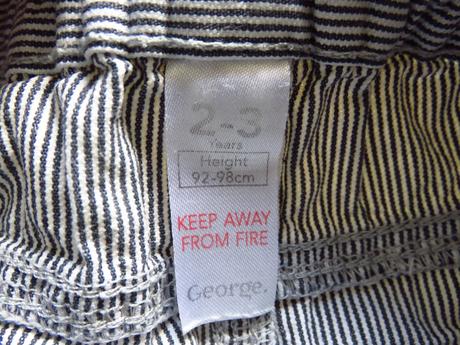 2-3
Years
Height
92-98cm
KEEP AWAY
FROM FIRE
George.